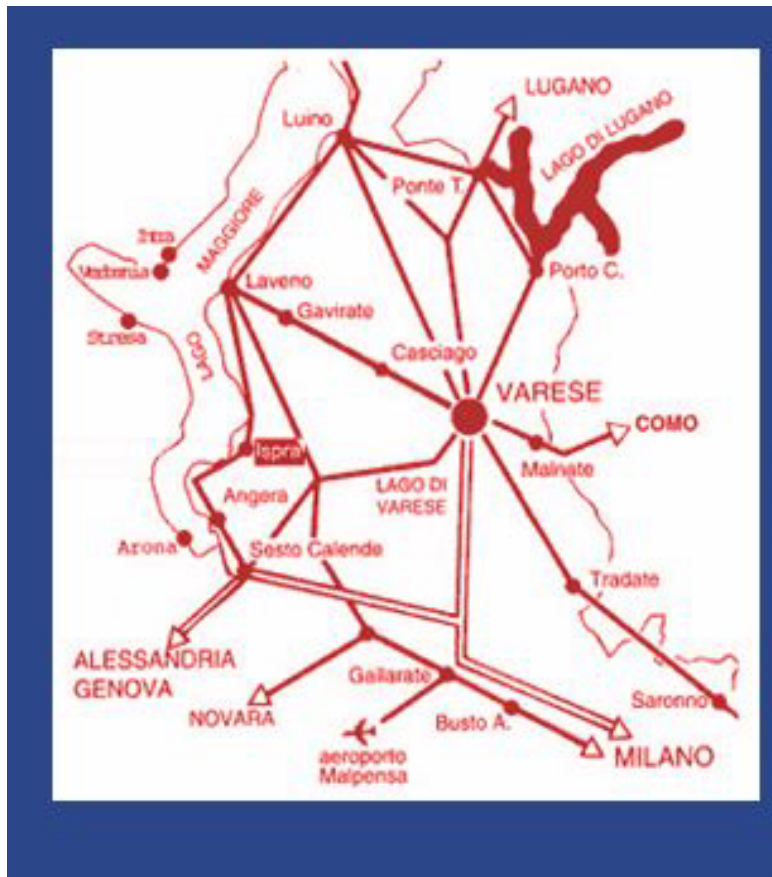 LUGANO
LAGO DI LUGANO
Luino
Ponte T.
MAGGIORE
Intra
Verbania
Porto C.
Laveno
Gavirate
Stresa
LAGO
Casciago
VARESE
COMO
Ispra
Malnate
LAGO DI
VARESE
Angera
Arona
Sesto Calende
Tradate
ALESSANDRIA
GENOVA
Gallarate
NOVARA
Saronno
Busto A.
aeroporto
Malpensa
MILANO